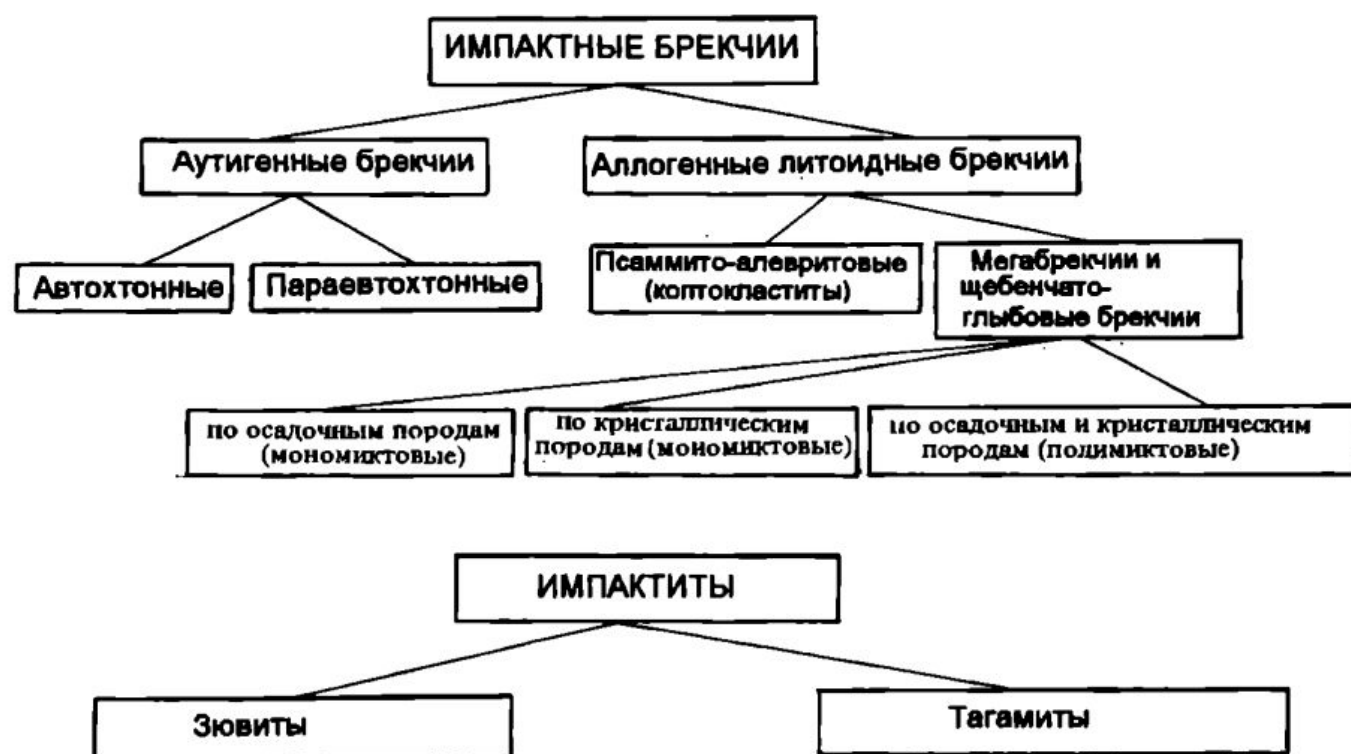 ИМПАКТНЫЕ БРЕКЧИИ
Аутигенные брекчии
Аллогенные литоидные брекчии
Автохтонные
Параевтохтонные
Псаммито-алевритовые
(коптокластиты)
Мегабрекчии и
щебенчато-
глыбовые брекчии
по осадочным породам
(мономиктовые)
по кристаллическим
породам (мономиктовые)
по осадочным и кристаллическим
породам (полимиктовые)
ИМПАКТИТЫ
Зювиты
Тагамиты